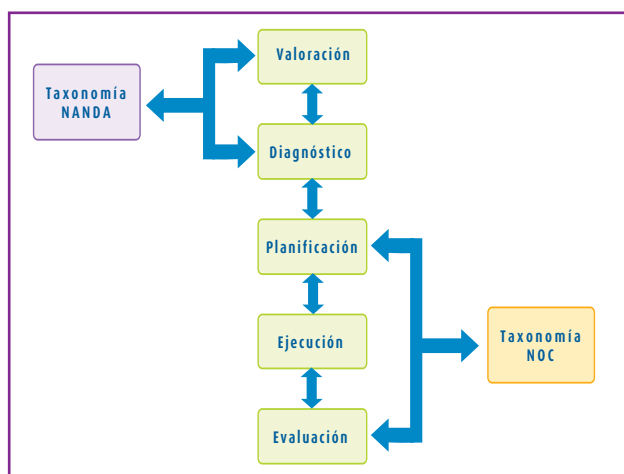 Valoración
Taxonomía
NANDA
Diagnóstico
Planificación
Ejecución
Taxonomía
NOC
Evaluación